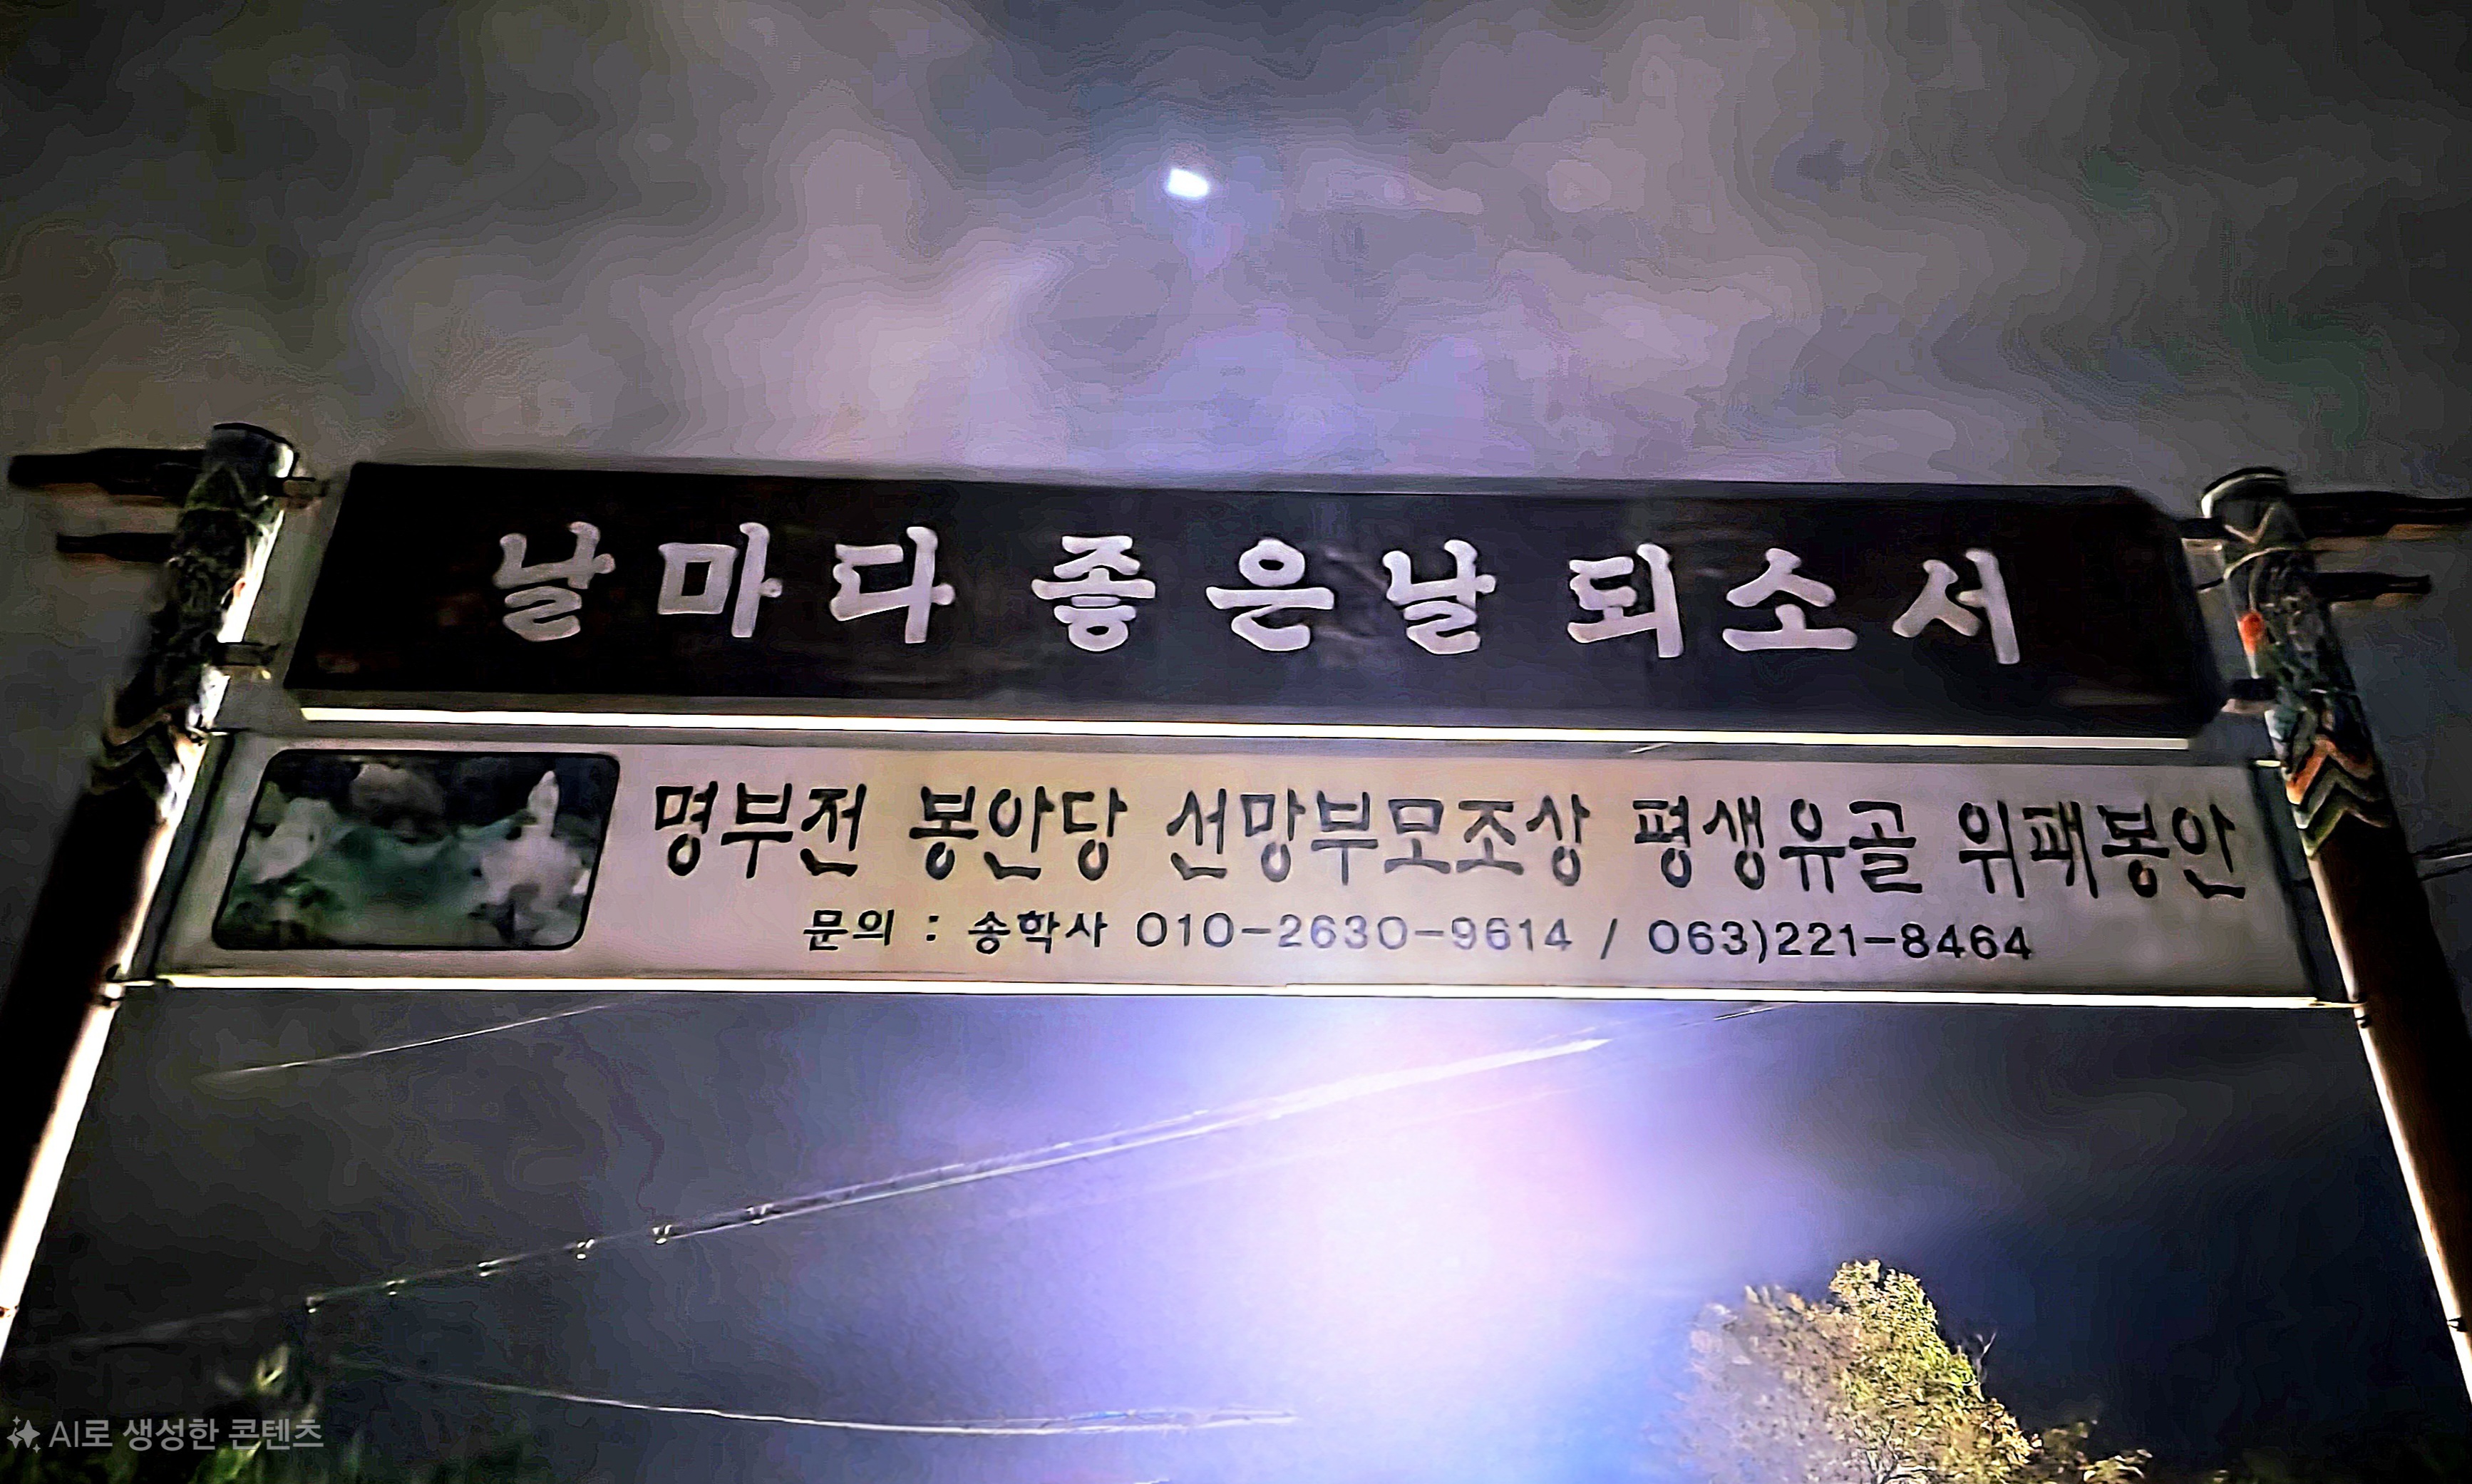 날마다 좋은날 되소서
명부전 봉안당 선망부모조상 평생유골 위패봉안
문의 : 송학사 010-2630-9614 / 063)221-8464
AI로 생성한 콘텐츠